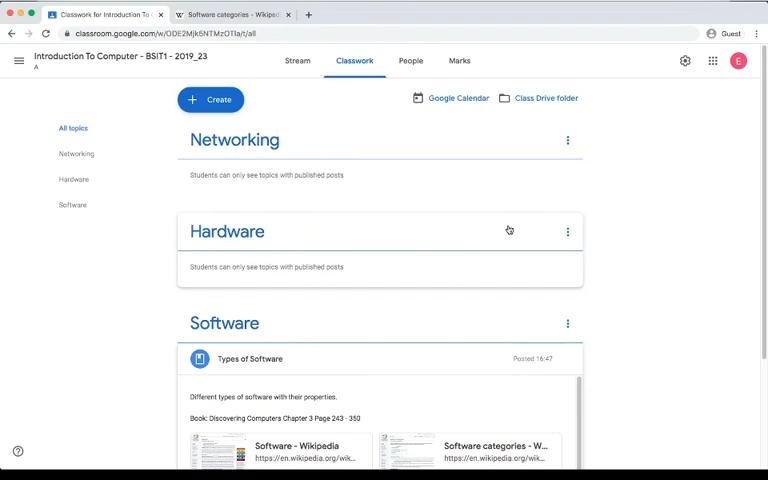 Classwork for Introduction To C
Software categories - Wikiped
classroom.google.com/w/ODE2Mjk5NTMzOTla/t/all
Guest
Introduction To Computer - BSIT1 - 2019_23
A
Stream
Classwork
People
Marks
E
Create
Google Calendar
Class Drive folder
All topics
Networking
Hardware
Software
Networking
Students can only see topics with published posts
Hardware
Students can only see topics with published posts
Software
Types of Software
Posted 16:47
Different types of software with their properties.
Book: Discovering Computers Chapter 3 Page 243 - 350
Software - Wikipedia
https://en.wikipedia.org/wik...
Software categories - W...
https://en.wikipedia.org/wik...